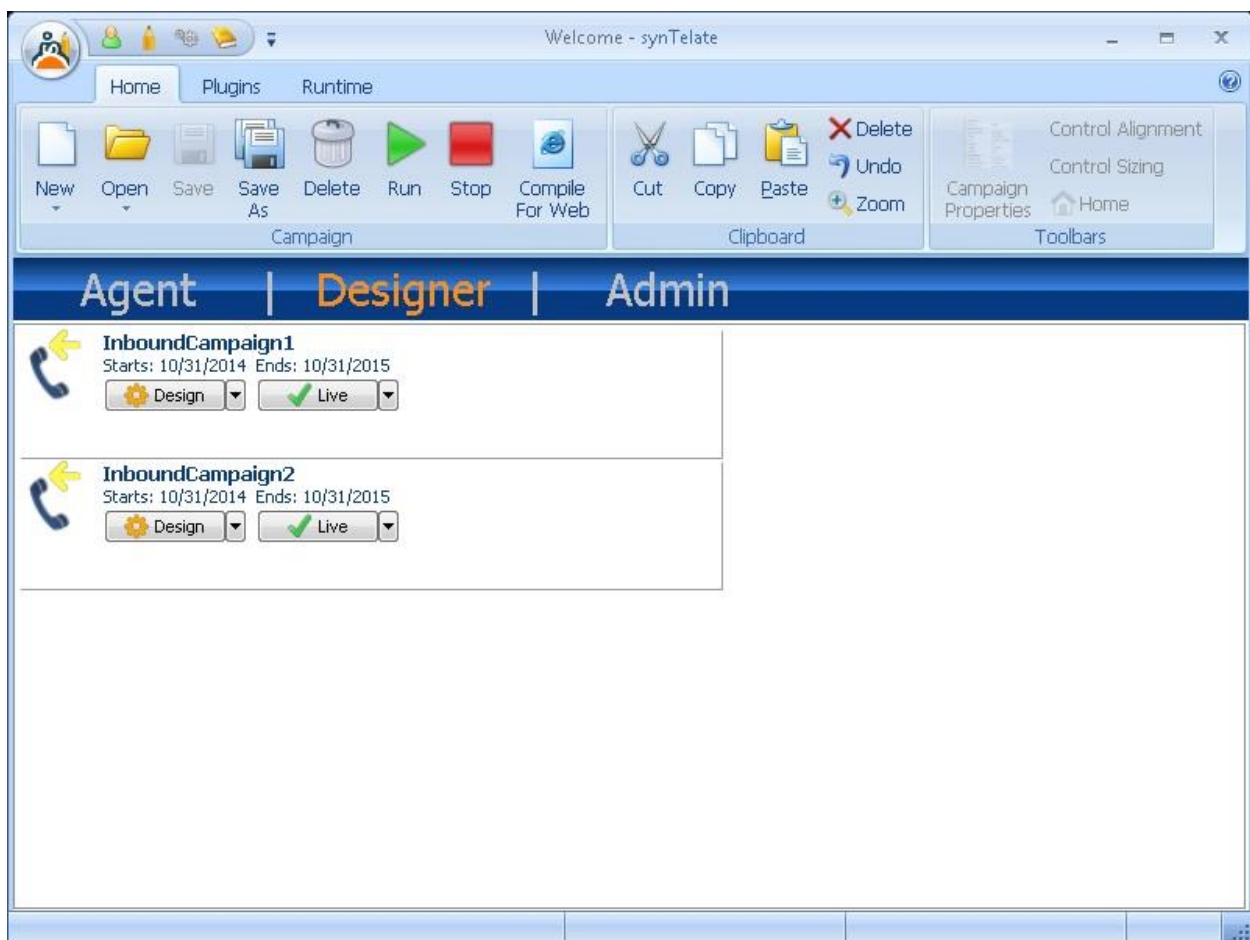 Welcome - synTelate
Home Plugins Runtime
New Open Save Save As Delete Run Stop Compile For Web
Campaign
Cut Copy Paste Delete Undo Zoom
Clipboard
Campaign Properties Control Alignment Control Sizing Home
Toolbars
Agent | Designer | Admin
InboundCampaign1
Starts: 10/31/2014 Ends: 10/31/2015
Design Live
InboundCampaign2
Starts: 10/31/2014 Ends: 10/31/2015
Design Live